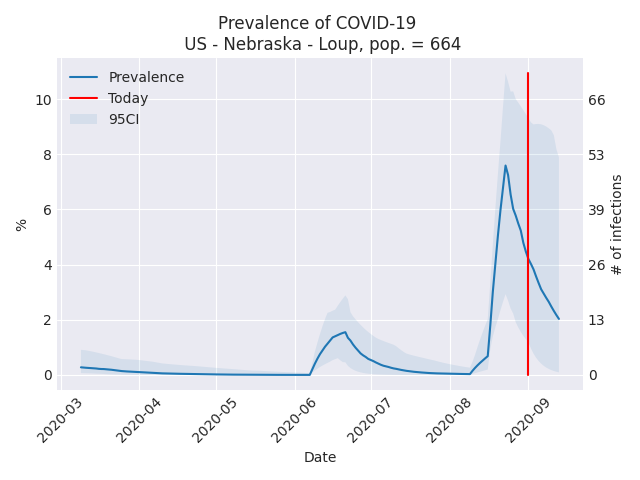 Prevalence of COVID-19
US - Nebraska - Loup, pop. = 664
Prevalence
Today
95CI
%
10
8
6
4
2
0
# of infections
66
53
39
26
13
0
2020-03
2020-04
2020-05
2020-06
2020-07
2020-08
2020-09
Date